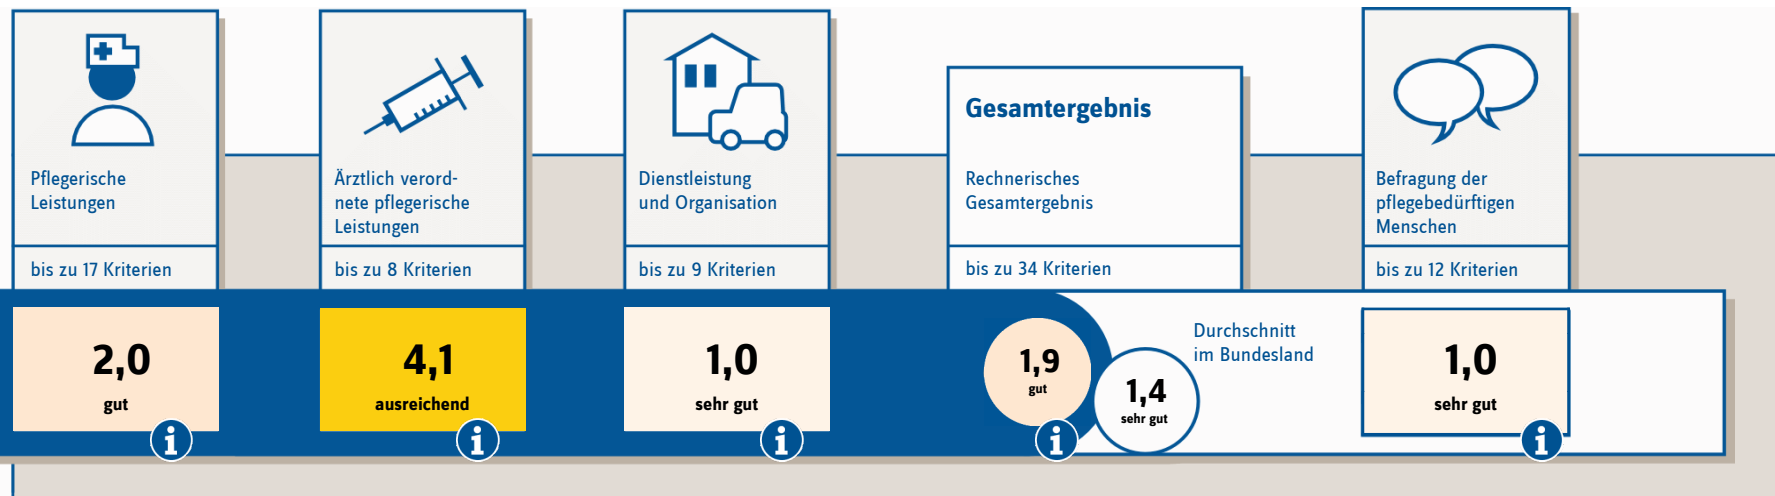 Pflegerische
Leistungen
bis zu 17 Kriterien
2,0
gut
i
Ärztlich verord-
nete pflegerische
Leistungen
bis zu 8 Kriterien
4,1
ausreichend
i
Dienstleistung
und Organisation
bis zu 9 Kriterien
1,0
sehr gut
i
Gesamtergebnis
Rechnerisches
Gesamtergebnis
bis zu 34 Kriterien
1,9
gut
i
Durchschnitt
im Bundesland
1,4
sehr gut
Befragung der
pflegebedürftigen
Menschen
bis zu 12 Kriterien
1,0
sehr gut
i